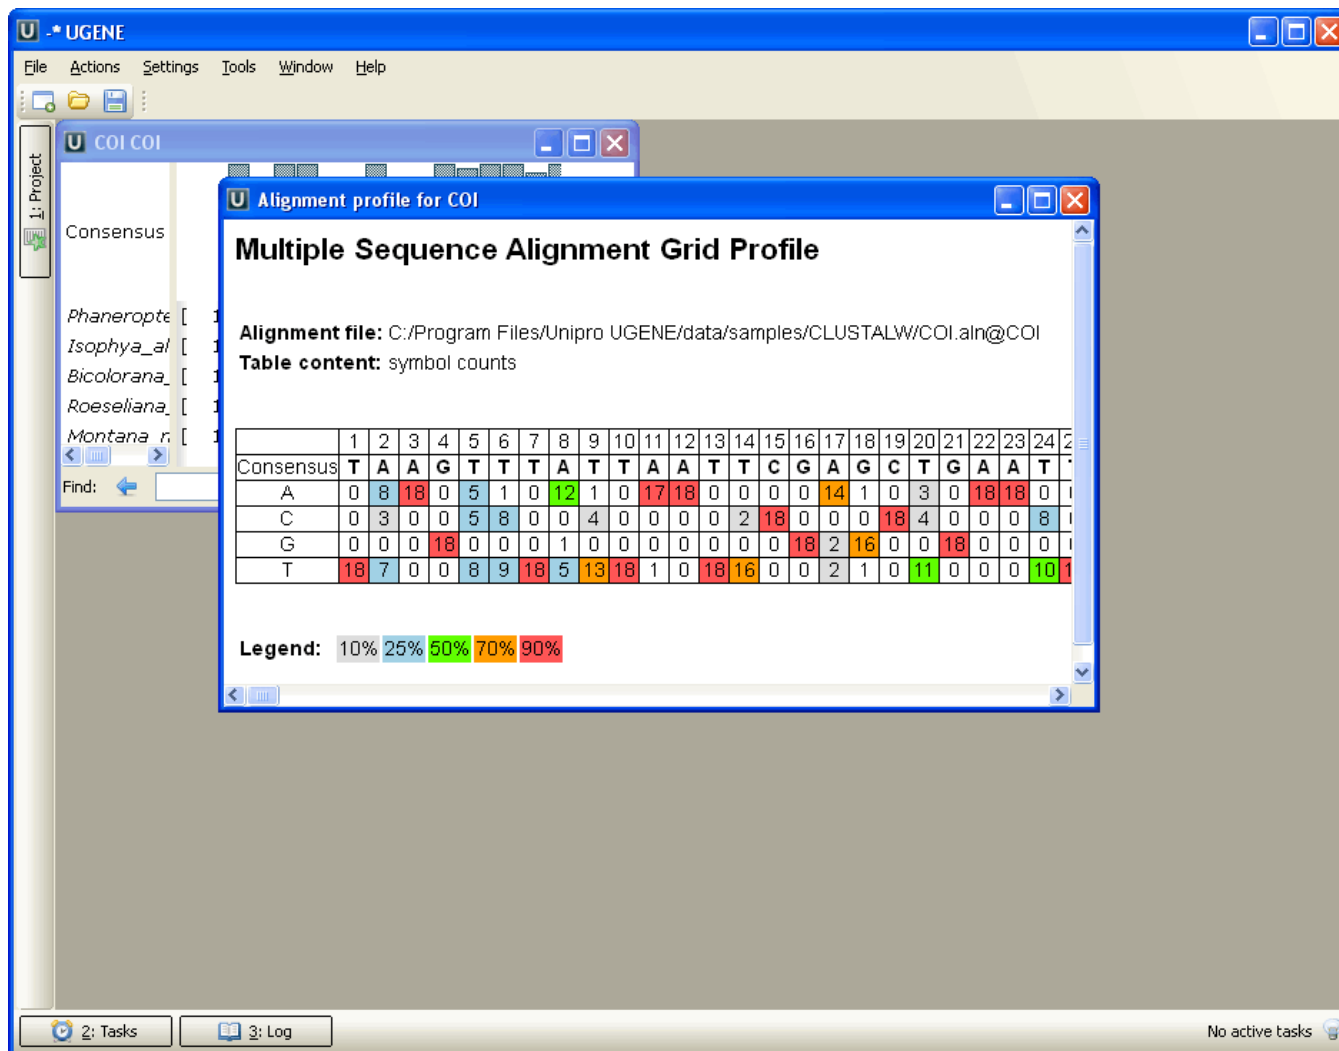 -* UGENE
File Actions Settings Tools Window Help
1: Project
COI COI
Consensus
Phaneropte [ 1
Isophya_al [ 1
Bicolorana_ [ 1
Roeseliana_ [ 1
Montana_n [ 1
Find:
Alignment profile for COI
Multiple Sequence Alignment Grid Profile
Alignment file: C:/Program Files/Unipro UGENE/data/samples/CLUSTALW/COI.aln@COI
Table content: symbol counts
1 2 3 4 5 6 7 8 9 10 11 12 13 14 15 16 17 18 19 20 21 22 23 24 2
Consensus T A A G T T T A T T A A T T C G A G C T G A A T
A 0 8 18 0 5 1 0 12 1 0 17 18 0 0 0 0 14 1 0 3 0 18 18 0
C 0 3 0 0 5 8 0 0 4 0 0 0 0 2 18 0 0 0 18 4 0 0 0 8
G 0 0 0 18 0 0 0 1 0 0 0 0 0 0 0 18 2 16 0 0 18 0 0 0
T 18 7 0 0 8 9 18 5 13 18 1 0 18 16 0 0 2 1 0 11 0 0 0 10 1
Legend: 10% 25% 50% 70% 90%
2: Tasks 3: Log No active tasks